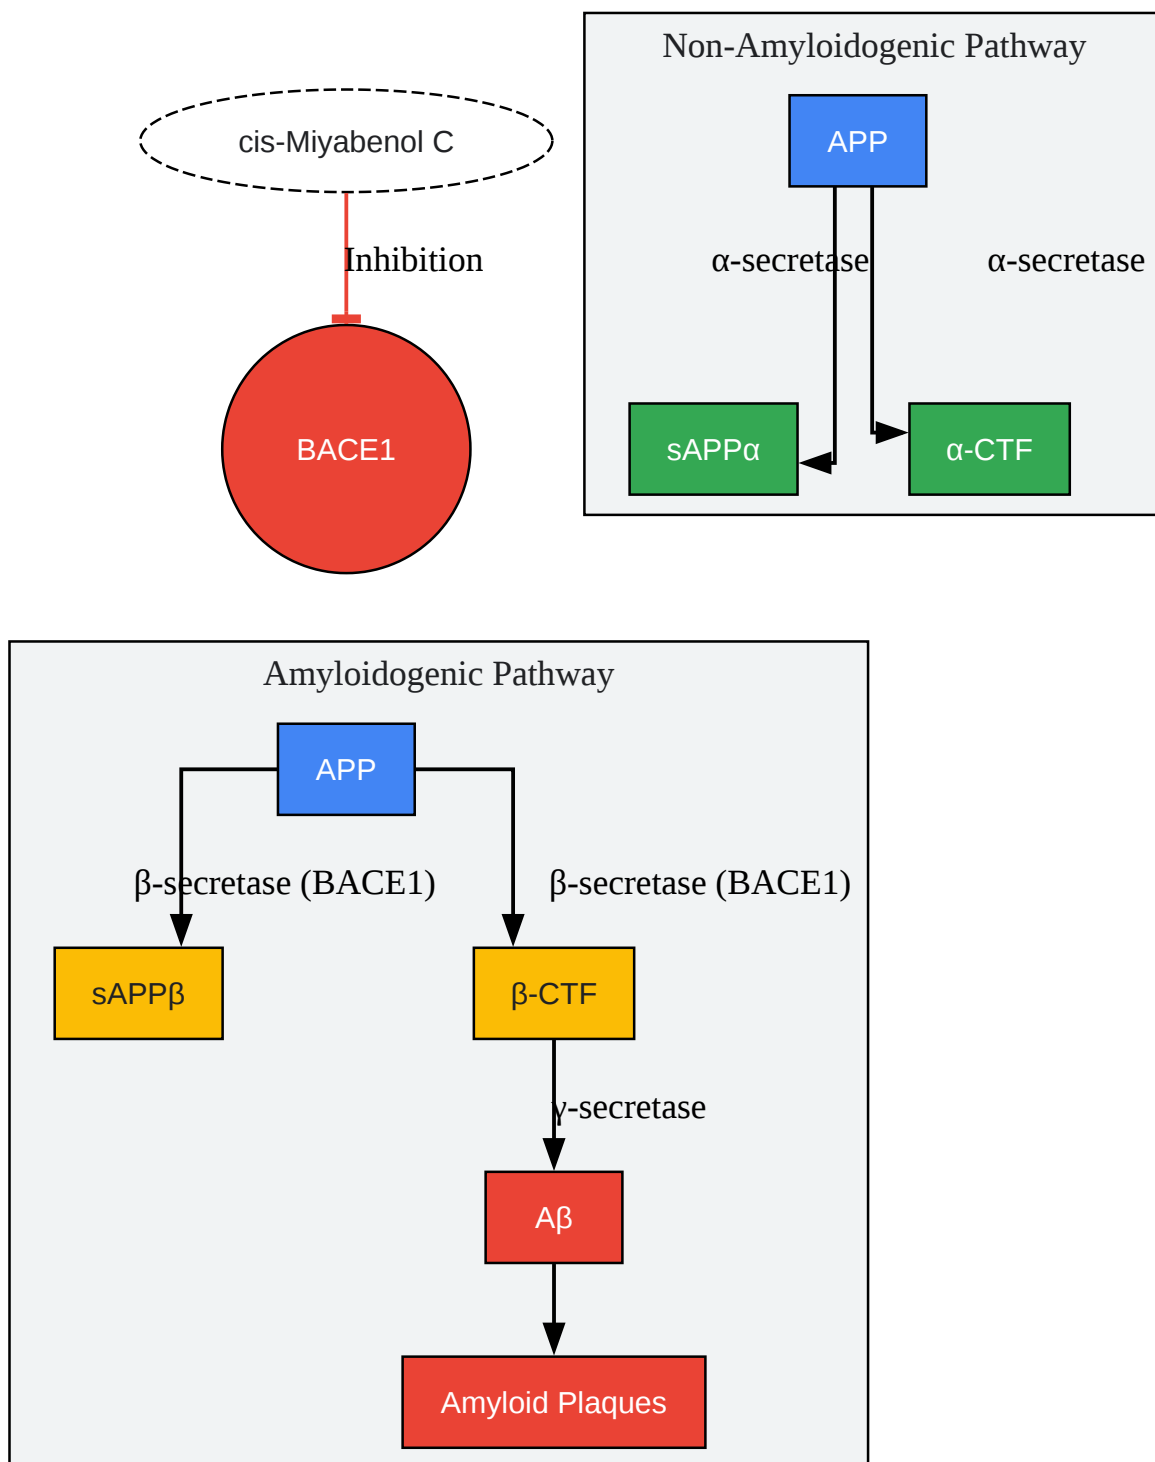 Non-Amyloidogenic Pathway
cis-Miyabenol C
APP
Inhibition
α-secretase
α-secretase
BACE1
sAPPα
α-CTF
Amyloidogenic Pathway
APP
β-secretase (BACE1)
β-secretase (BACE1)
sAPPβ
β-CTF
γ-secretase
Aβ
Amyloid Plaques